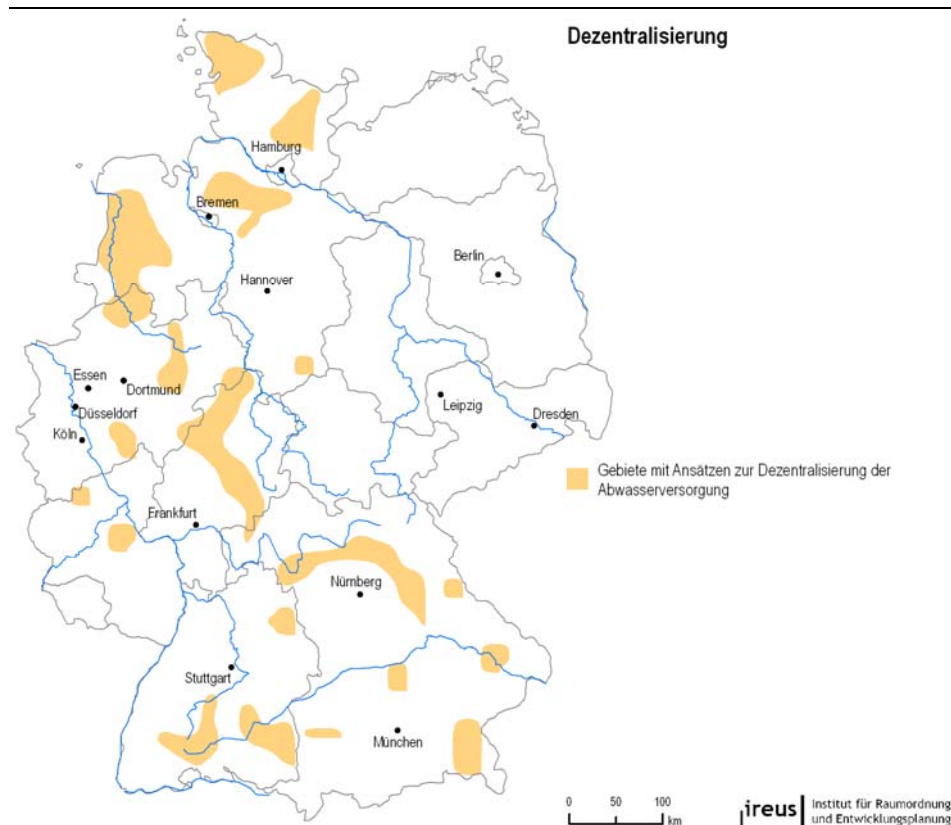 Dezentralisierung
Hamburg
Bremen
Berlin
Hannover
Essen
Dortmund
Düsseldorf
Köln
Leipzig
Dresden
Gebiete mit Ansätzen zur Dezentralisierung der
Abwasserversorgung
Frankfurt
Nürnberg
Stuttgart
München
0 50 100
km
ireus
Institut für Raumordnung
und Entwicklungsplanung